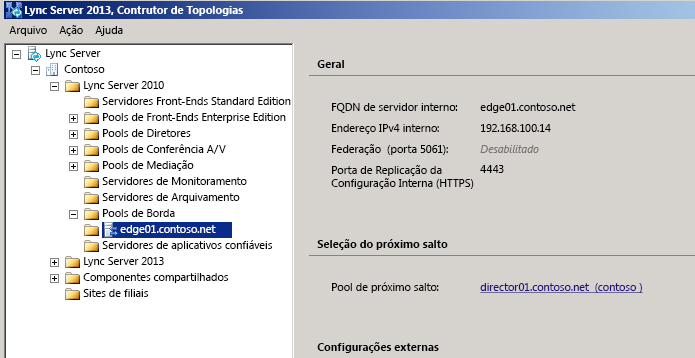 Lync Server 2013, Contrutor de Topologias
Arquivo Ação Ajuda
Lync Server
Contoso
Lync Server 2010
Servidores Front-Ends Standard Edition
Pools de Front-Ends Enterprise Edition
Pools de Diretores
Pools de Conferência A/V
Pools de Mediação
Servidores de Monitoramento
Servidores de Arquivamento
Pools de Borda
edge01.contoso.net
Servidores de aplicativos confiáveis
Lync Server 2013
Componentes compartilhados
Sites de filiais
Geral
FQDN de servidor interno: edge01.contoso.net
Endereço IPv4 interno: 192.168.100.14
Federação (porta 5061): Desabilitado
Porta de Replicação da 4443
Configuração Interna (HTTPS)
Seleção do próximo salto
Pool de próximo salto: director01.contoso.net (contoso )
Configurações externas